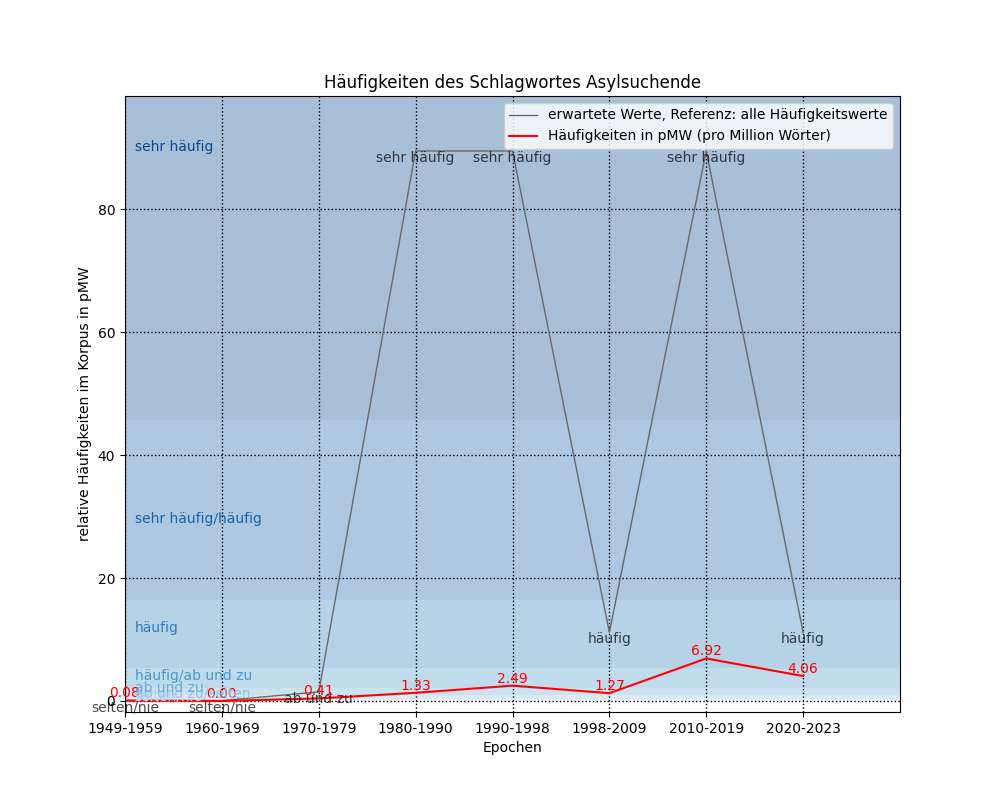 Häufigkeiten des Schlagwortes Asylsuchende
erwartete Werte, Referenz: alle Häufigkeitswerte
Häufigkeiten in pMW (pro Million Wörter)
sehr häufig
sehr häufig sehr häufig sehr häufig
80
60
relative Häufigkeiten im Korpus in pMW
40
sehr häufig/häufig
20
häufig
häufig häufig
6.92
4.06
häufig/ab und zu
2.49
1.33
1.27
ab und zu
0.08 0.00 0.41
ab und zu
0
selten/nie selten/nie
1949-1959 1960-1969 1970-1979 1980-1990 1990-1998 1998-2009 2010-2019 2020-2023
Epochen